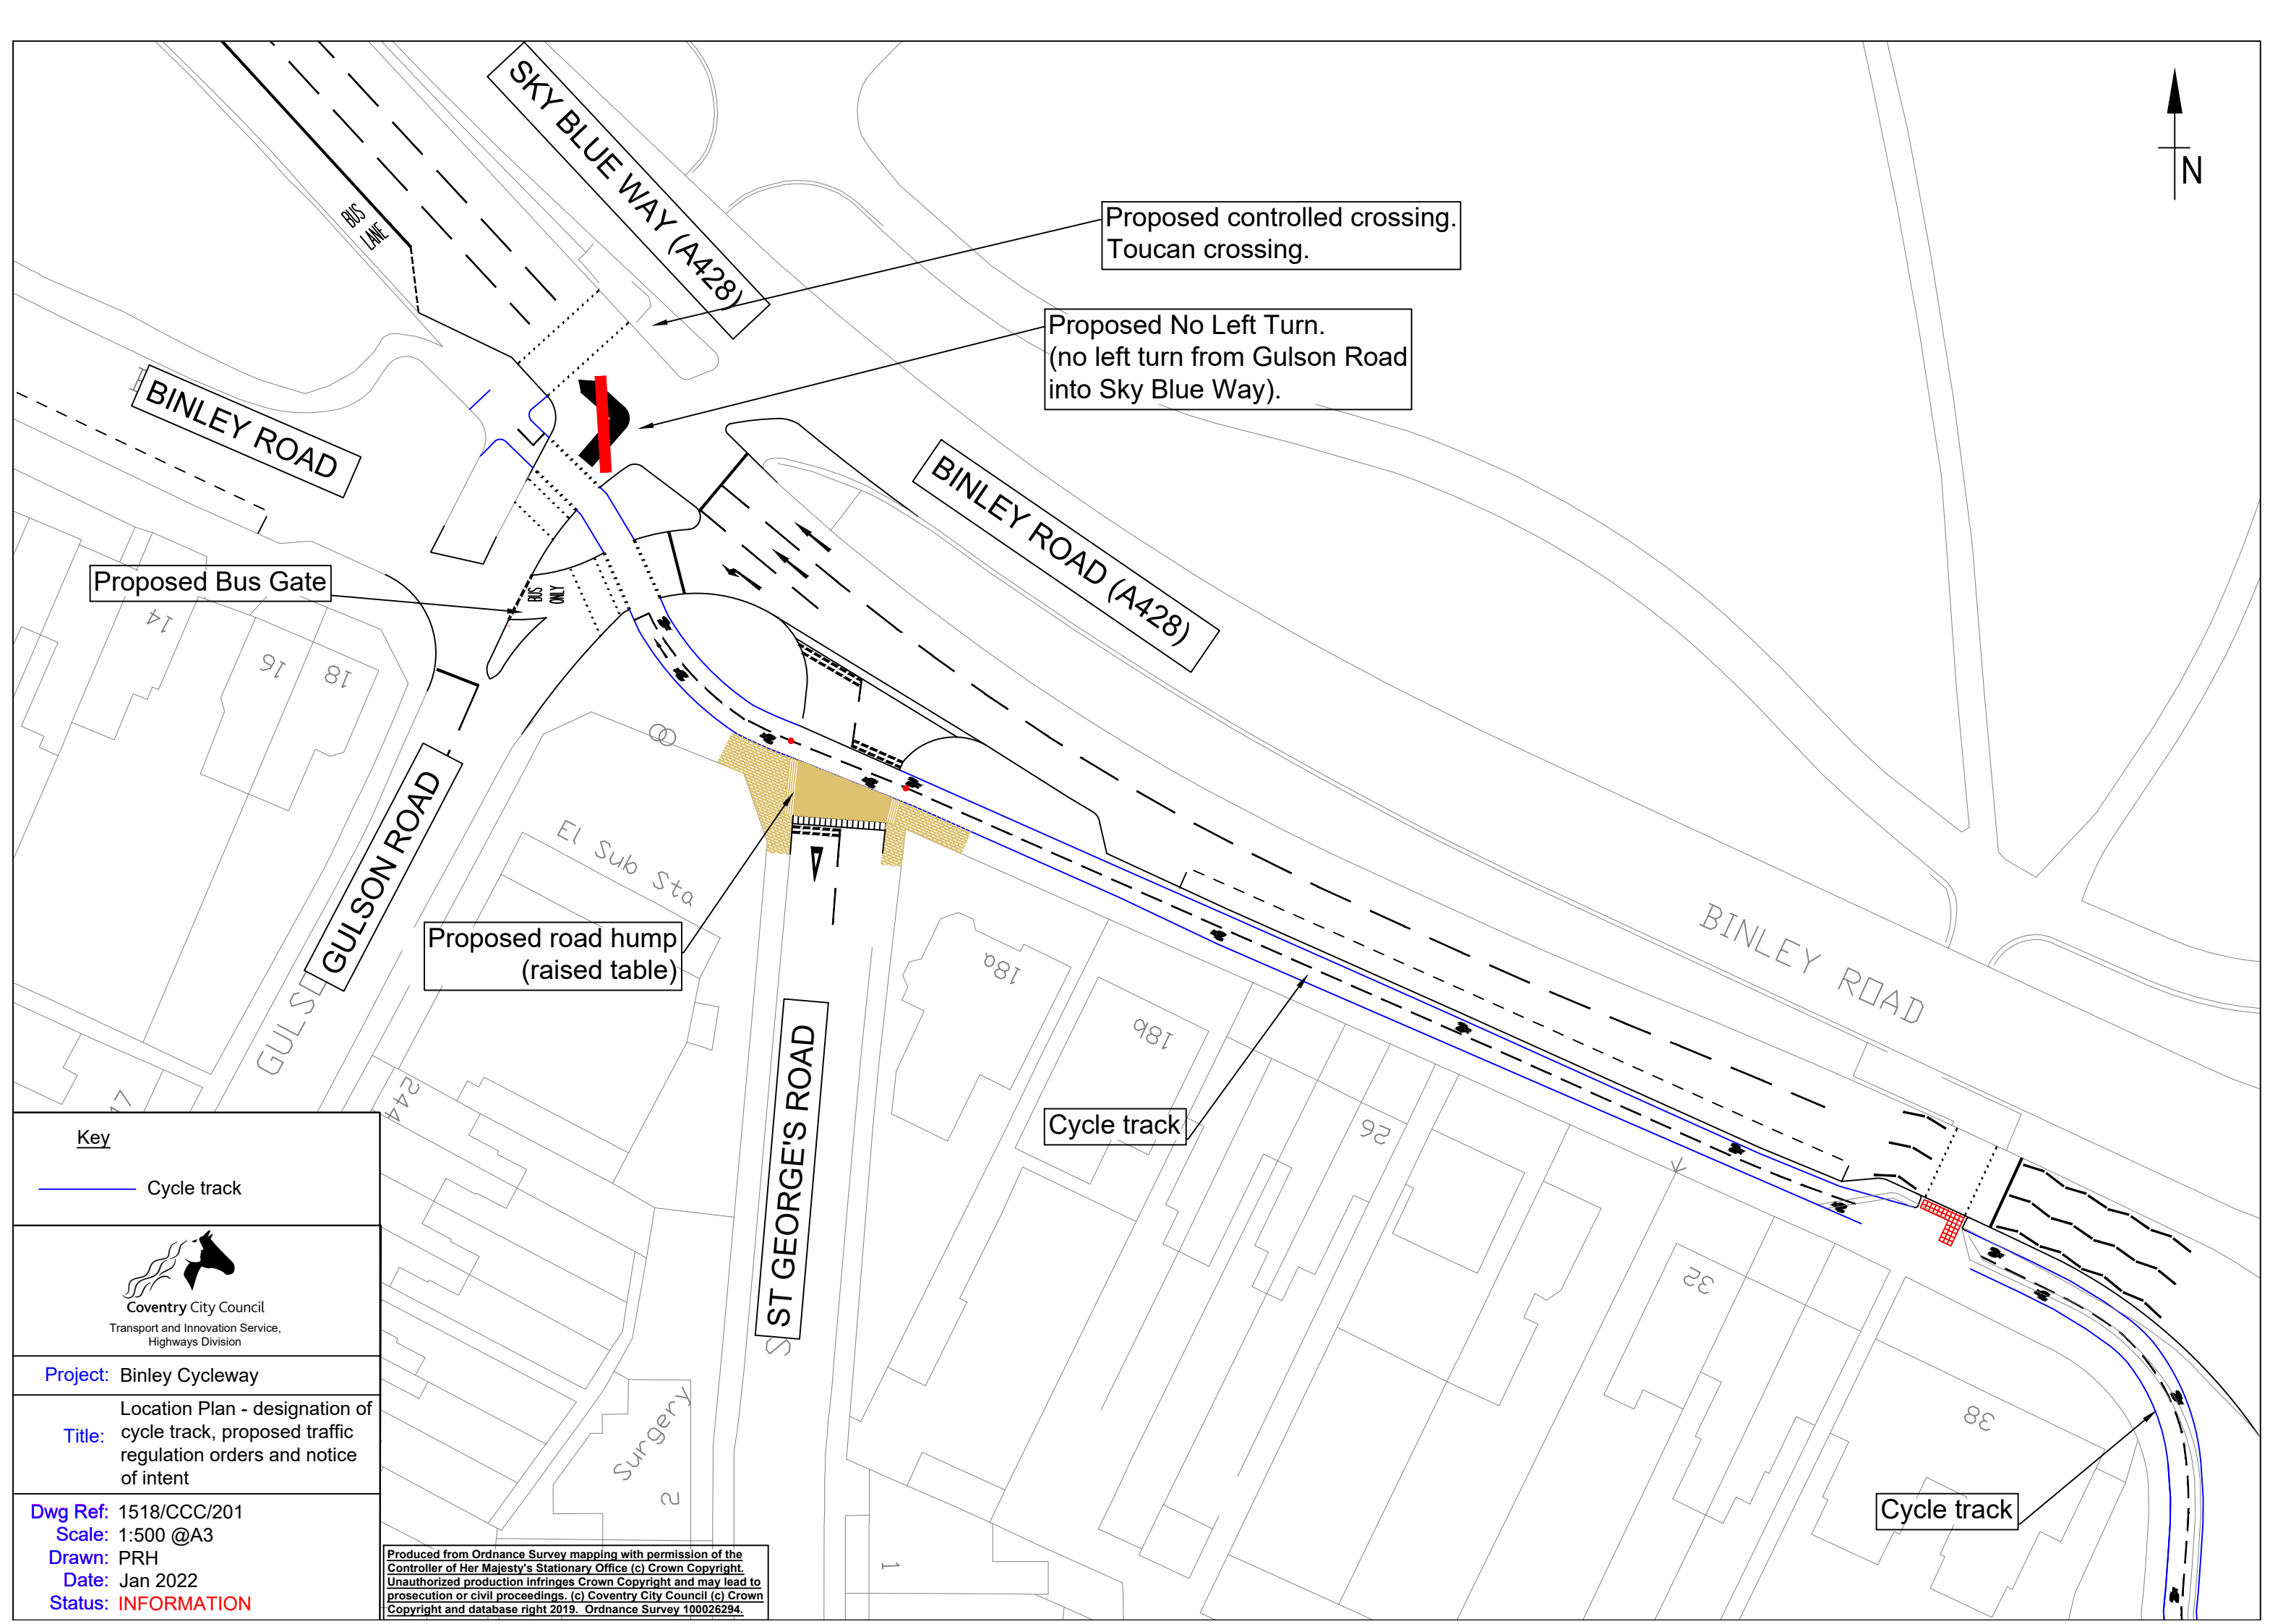 SKY BLUE WAY (A428)
N
BUS
LANE
Proposed controlled crossing.
Toucan crossing.
Proposed No Left Turn.
(no left turn from Gulson Road
into Sky Blue Way).
BINLEY ROAD
BINLEY ROAD (A428)
Proposed Bus Gate
BUS
ONLY
14
16
18
GULSON ROAD
El Sub Sta
Proposed road hump
(raised table)
BINLEY ROAD
18a
18b
26
32
38
244
ST GEORGE'S ROAD
Cycle track
Cycle track
Surgery
2
1
Key
Cycle track
Coventry City Council
Transport and Innovation Service,
Highways Division
Project: Binley Cycleway
Title: Location Plan - designation of
cycle track, proposed traffic
regulation orders and notice
of intent
Dwg Ref: 1518/CCC/201
Scale: 1:500 @A3
Drawn: PRH
Date: Jan 2022
Status: INFORMATION
Produced from Ordnance Survey mapping with permission of the
Controller of Her Majesty's Stationary Office (c) Crown Copyright.
Unauthorized production infringes Crown Copyright and may lead to
prosecution or civil proceedings. (c) Coventry City Council (c) Crown
Copyright and database right 2019. Ordnance Survey 100026294.